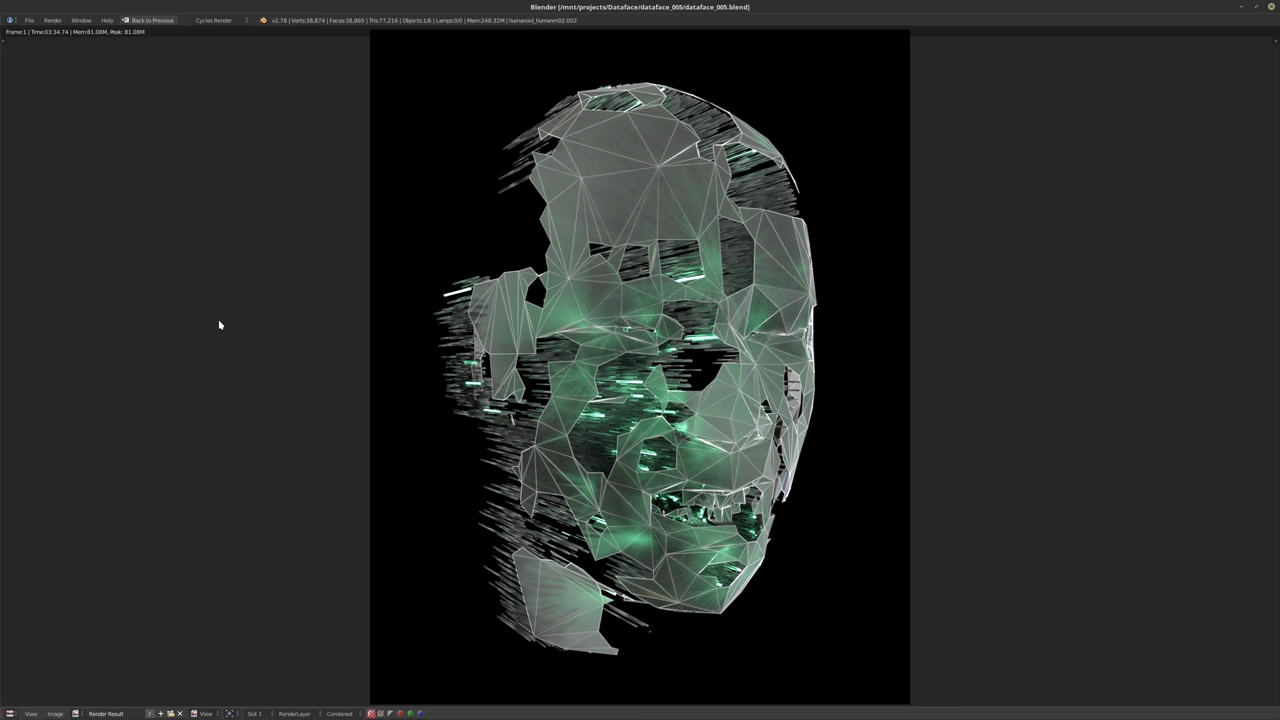 Blender [/mnt/projects/Dataface/dataface_005/dataface_005.blend]
File Render Window Help Back to Previous Cycles Render v2.78 | Verts:38,874 | Faces:38,865 | Tris:77,216 | Objects:1/6 | Lamps:0/0 | Mem:248.32M | humanoid_humanm02.002
Frame:1 | Time:03:34.74 | Mem:81.08M, Peak: 81.08M
View Image Render Result F View Slot 1 RenderLayer Combined